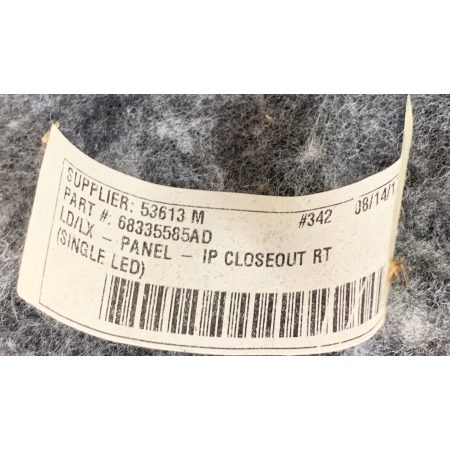 SUPPLIER: 53613 M #342 08/14/1
PART #: 68335585AD
LD/LX - PANEL - IP CLOSEOUT RT
(SINGLE LED)